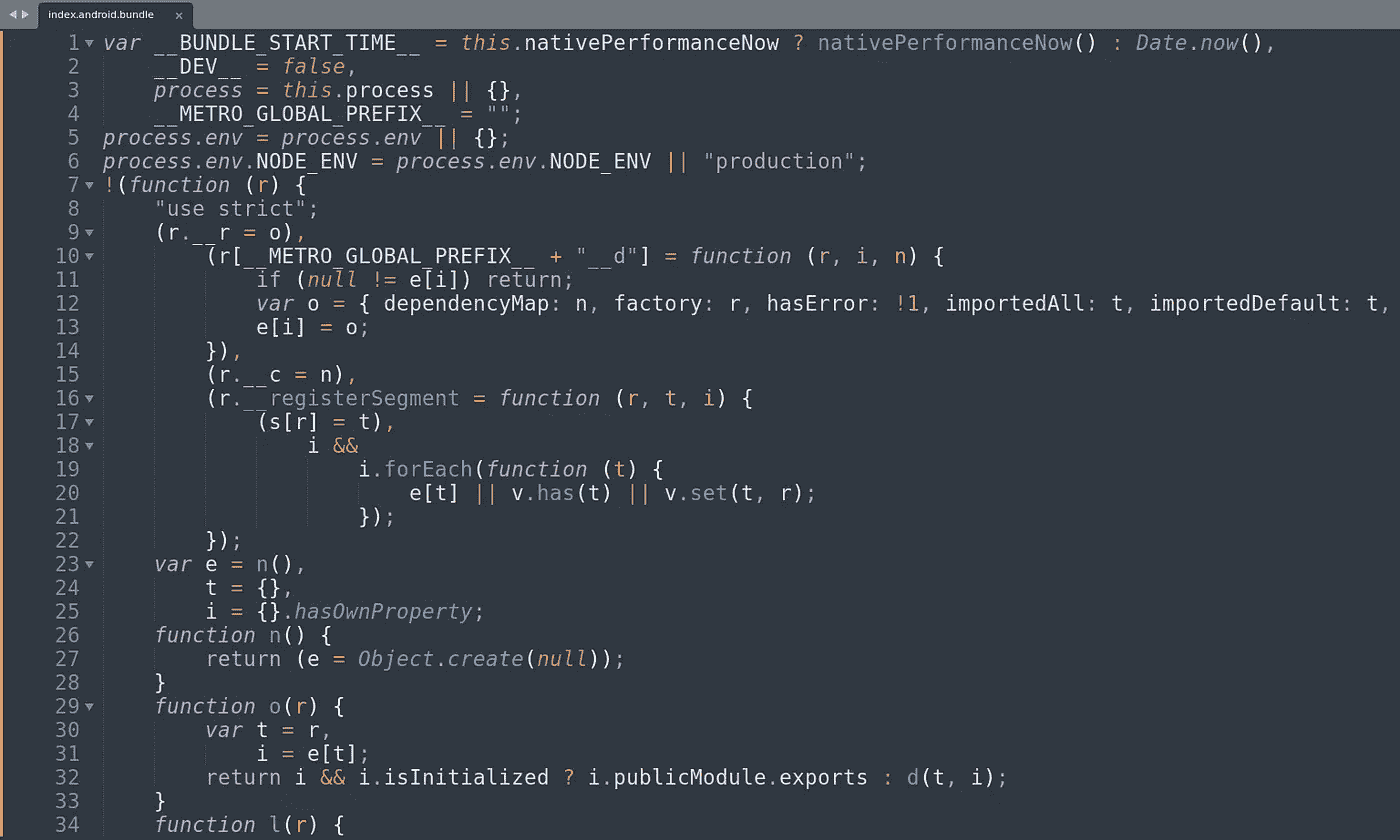 index.android.bundle ×
1 var __BUNDLE_START_TIME__ = this.nativePerformanceNow ? nativePerformanceNow() : Date.now(),
2     __DEV__ = false,
3     process = this.process || {},
4     __METRO_GLOBAL_PREFIX__ = "";
5 process.env = process.env || {};
6 process.env.NODE_ENV = process.env.NODE_ENV || "production";
7 !(function (r) {
8     "use strict";
9     (r.__r = o),
10         (r[__METRO_GLOBAL_PREFIX__ + "__d"] = function (r, i, n) {
11             if (null != e[i]) return;
12             var o = { dependencyMap: n, factory: r, hasError: !1, importedAll: t, importedDefault: t,
13             e[i] = o;
14         }),
15         (r.__c = n),
16         (r.__registerSegment = function (r, t, i) {
17             (s[r] = t),
18                 i &&
19                     i.forEach(function (t) {
20                         e[t] || v.has(t) || v.set(t, r);
21                     });
22         });
23     var e = n(),
24         t = {},
25         i = {}.hasOwnProperty;
26     function n() {
27         return (e = Object.create(null));
28     }
29     function o(r) {
30         var t = r,
31             i = e[t];
32         return i && i.isInitialized ? i.publicModule.exports : d(t, i);
33     }
34     function l(r) {